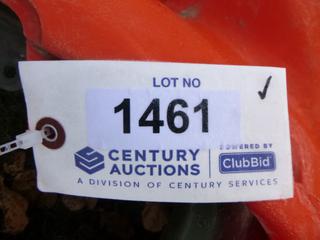 LOT NO
1461
CENTURY AUCTIONS
POWERED BY
ClubBid
A DIVISION OF CENTURY SERVICES